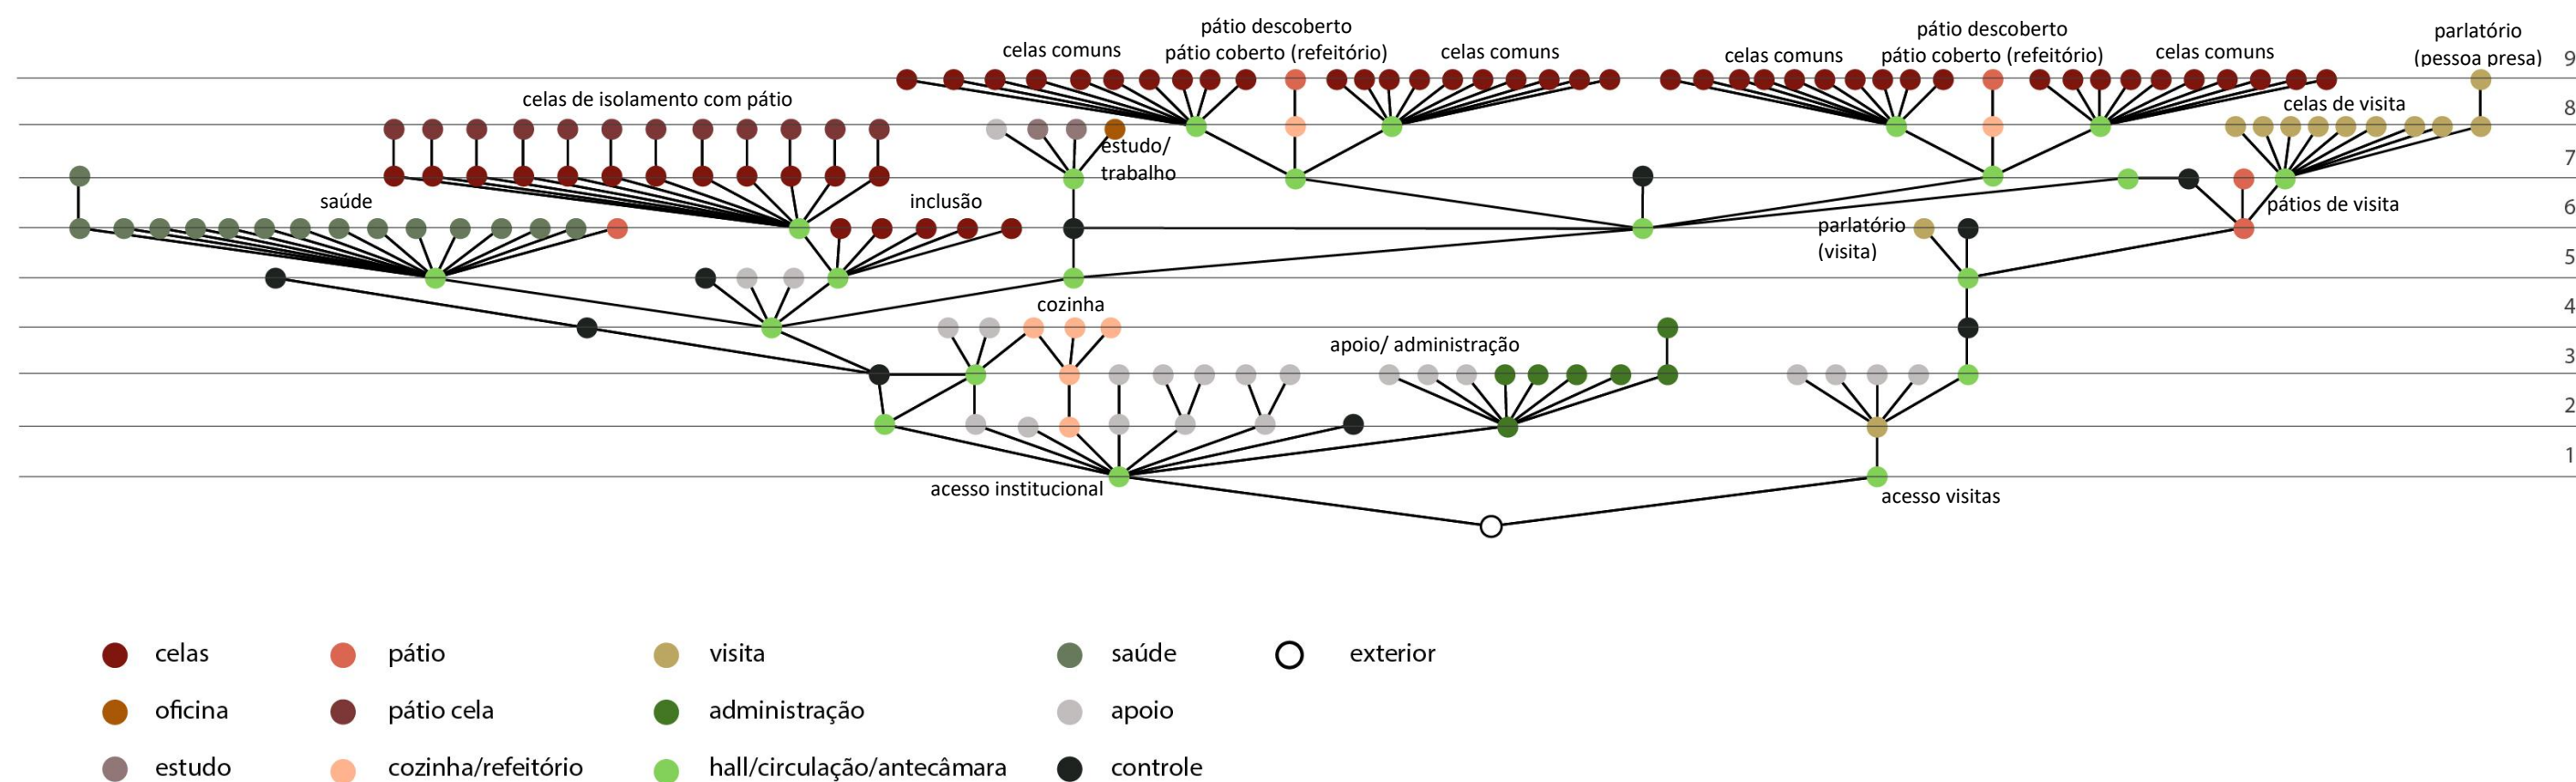 pátio descoberto
celas comuns
pátio coberto (refeitório)
celas comuns
pátio descoberto
celas comuns
pátio coberto (refeitório)
celas comuns
parlatório
(pessoa presa)
9
celas de isolamento com pátio
celas de visita
8
estudo/
trabalho
7
saúde
inclusão
pátios de visita
6
parlatório
(visita)
5
cozinha
4
apoio/ administração
3
2
1
acesso institucional
acesso visitas
celas
pátio
visita
saúde
exterior
oficina
pátio cela
administração
apoio
estudo
cozinha/refeitório
hall/circulação/antecâmara
controle